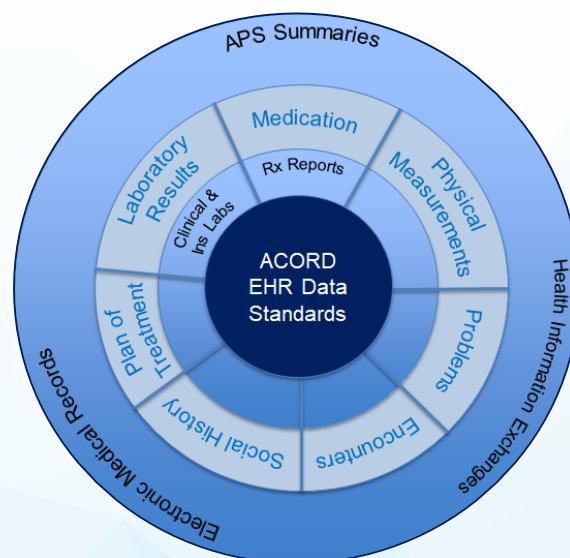 APS Summaries
Medication
Rx Reports
Laboratory
Results
Clinical &
Ins Labs
Physical
Measurements
ACORD
EHR Data
Standards
Plan of
Treatment
Problems
Social History
Encounters
Electronic Medical Records
Health Information Exchanges